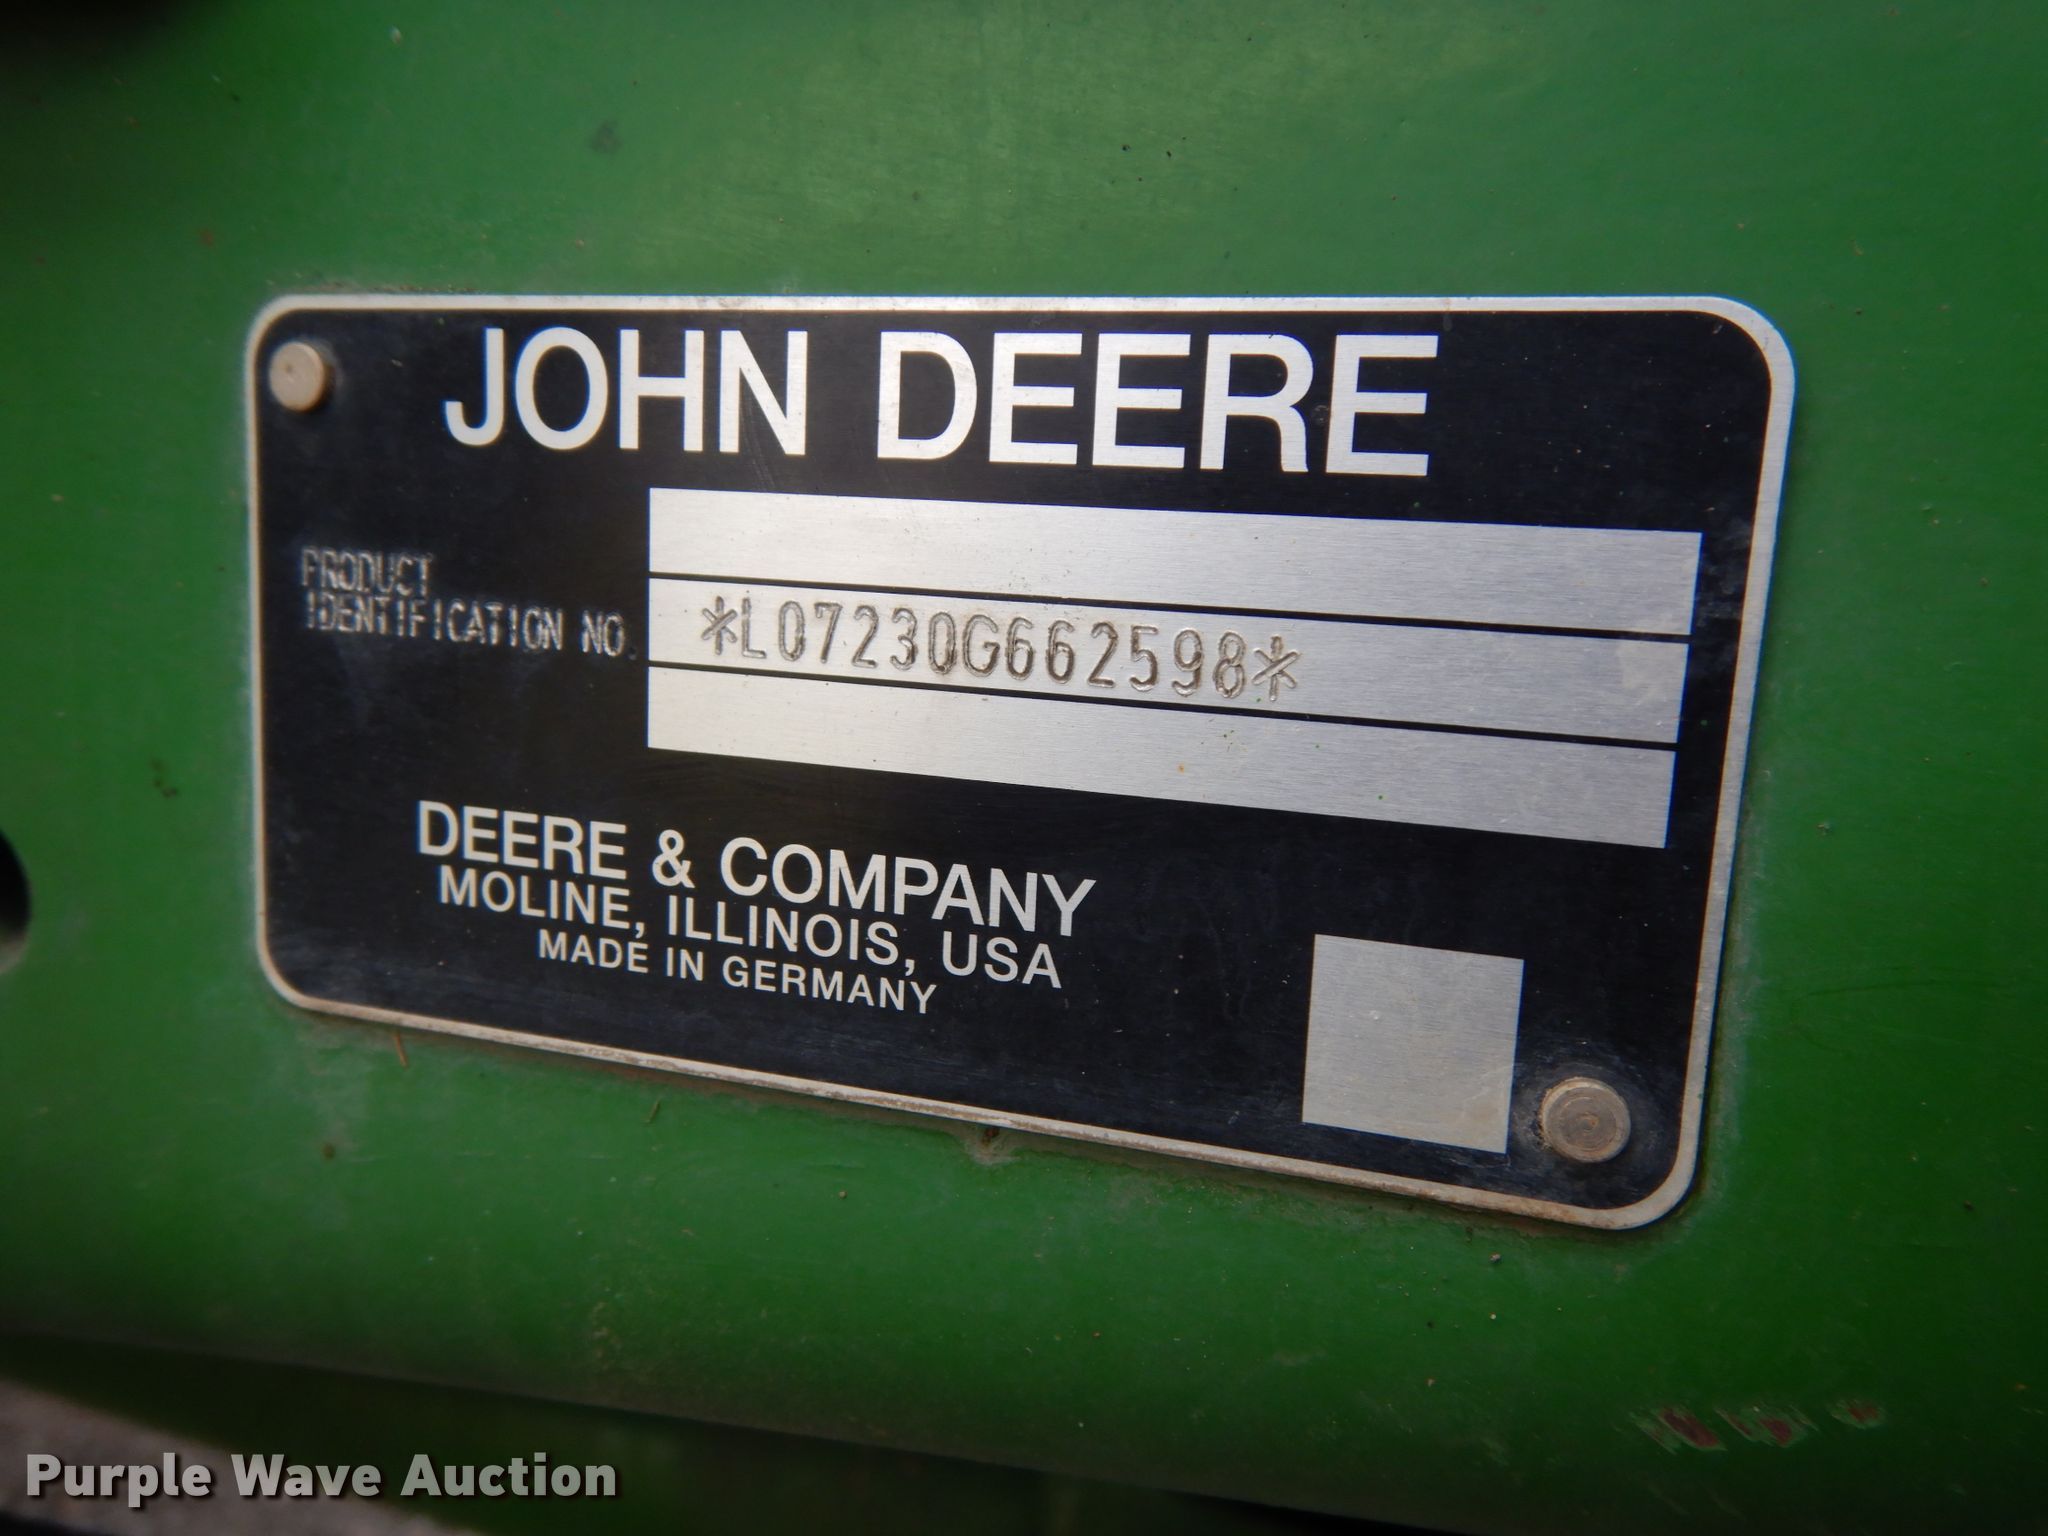 JOHN DEERE
PRODUCT
IDENTIFICATION NO.
*L07230G662598*
DEERE & COMPANY
MOLINE, ILLINOIS, USA
MADE IN GERMANY
Purple Wave Auction